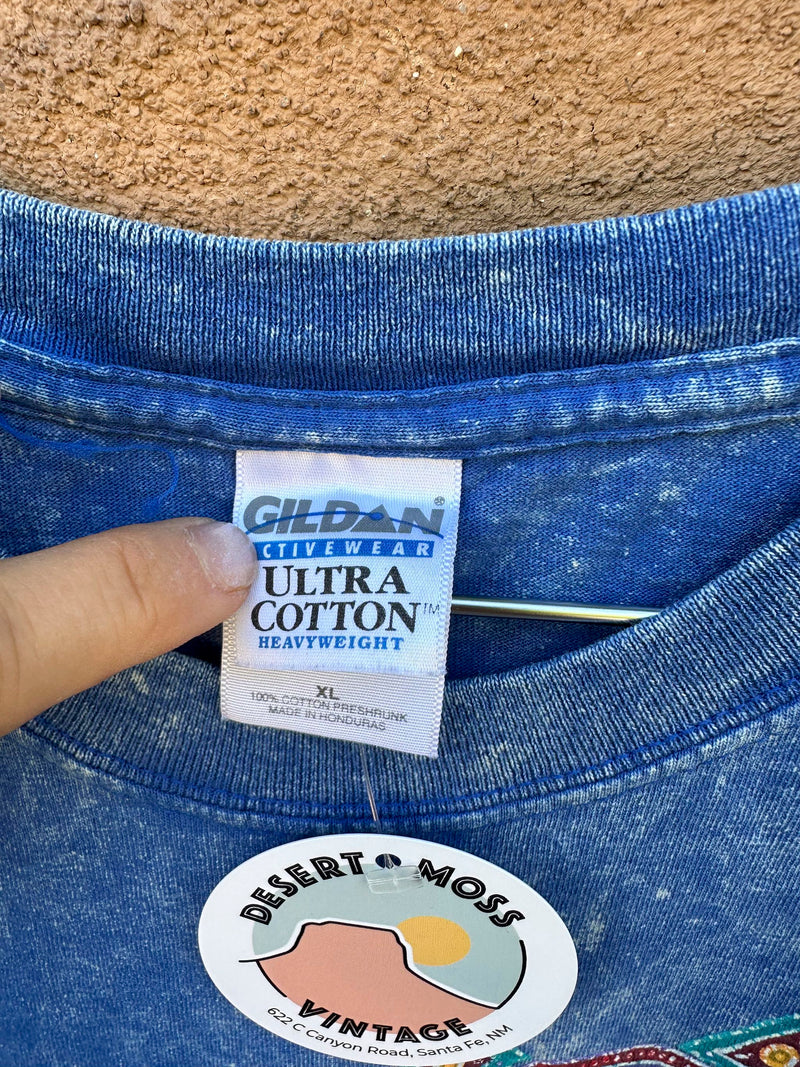 GILDAN®
CTIVEWEAR
ULTRA
COTTON™
HEAVYWEIGHT
XL
100% COTTON PRESHRUNK
MADE IN HONDURAS
DESERT MOSS
VINTAGE
622 C Canyon Road, Santa Fe, NM